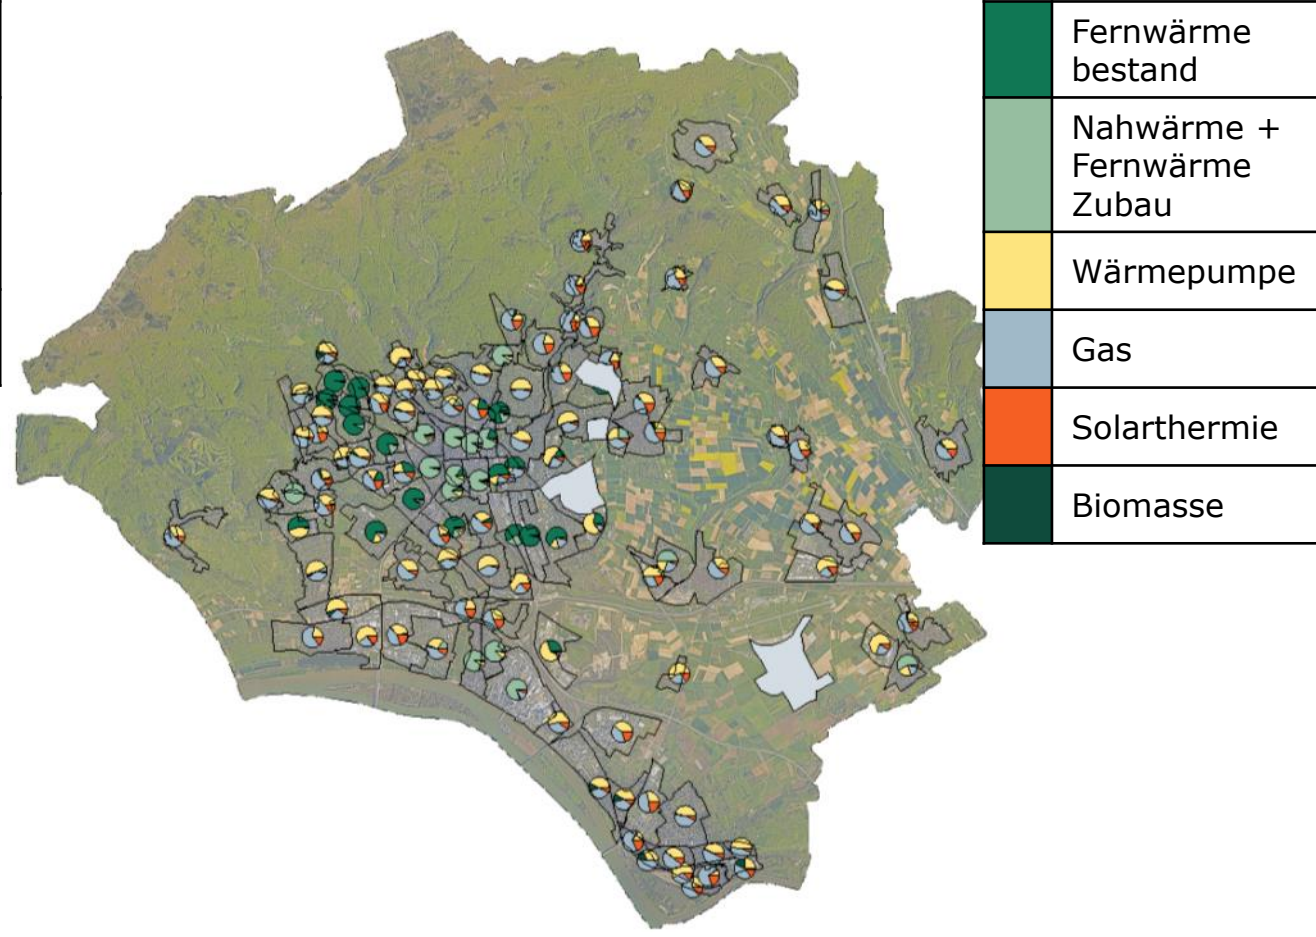 Fernwärme
bestand
Nahwärme +
Fernwärme
Zubau
Wärmepumpe
Gas
Solarthermie
Biomasse